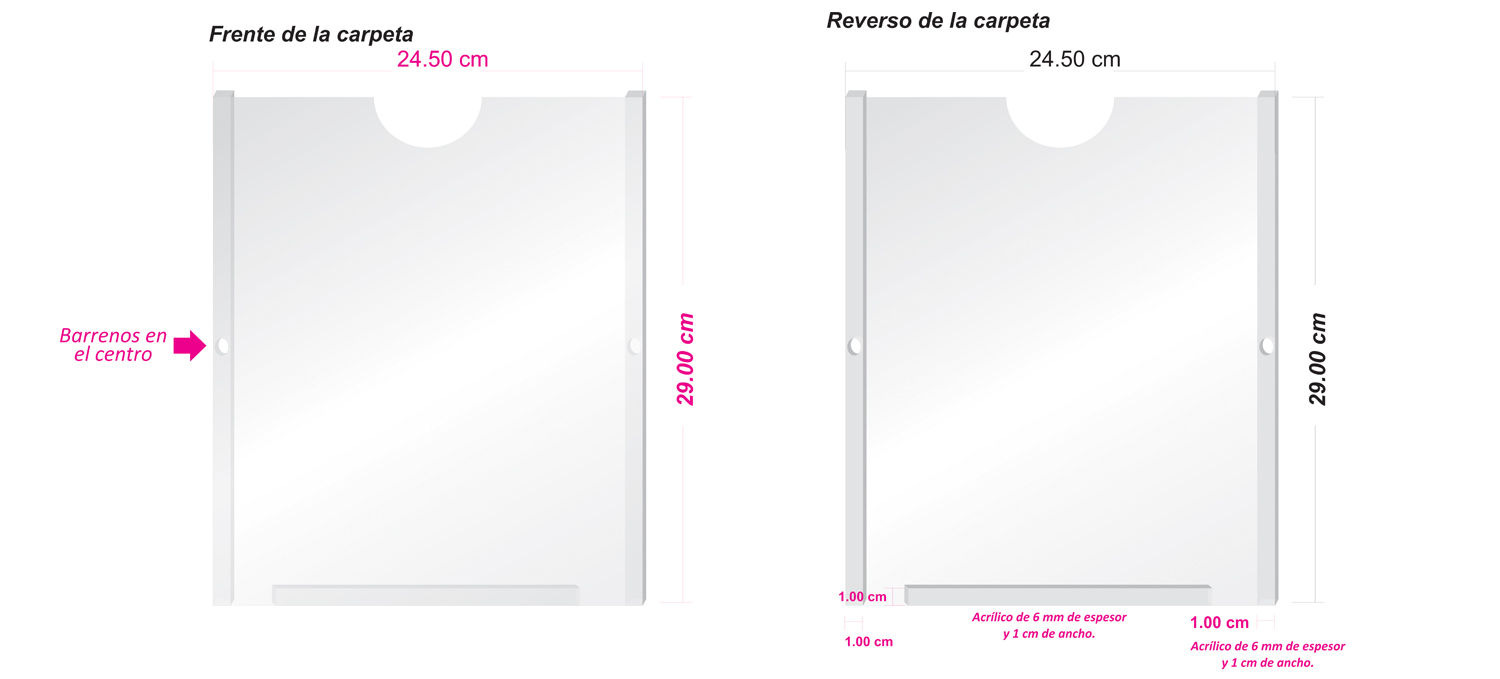 Frente de la carpeta
24.50 cm
Barrenos en
el centro
29.00 cm
Reverso de la carpeta
24.50 cm
29.00 cm
1.00 cm
1.00 cm
Acrílico de 6 mm de espesor
y 1 cm de ancho.
1.00 cm
Acrílico de 6 mm de espesor
y 1 cm de ancho.